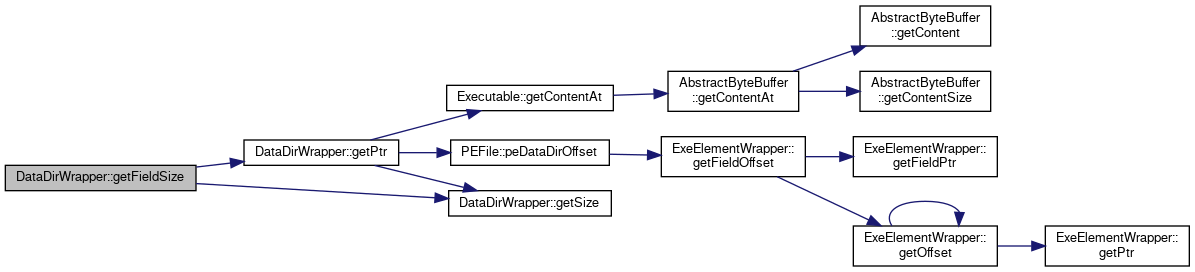 DataDirWrapper::getFieldSize
DataDirWrapper::getPtr
Executable::getContentAt
AbstractByteBuffer
::getContentAt
AbstractByteBuffer
::getContent
AbstractByteBuffer
::getContentSize
PEFile::peDataDirOffset
ExeElementWrapper::
getFieldOffset
ExeElementWrapper::
getFieldPtr
DataDirWrapper::getSize
ExeElementWrapper::
getOffset
ExeElementWrapper::
getPtr